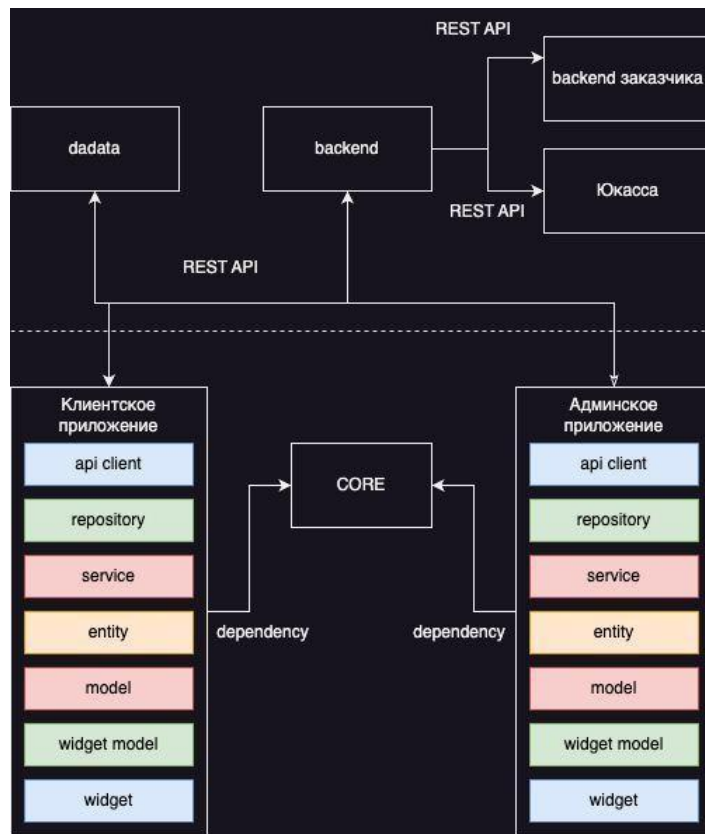 REST API
backend заказчика
dadata
backend
REST API
Юкасса
REST API
Клиентское
приложение
api client
repository
service
entity
model
widget model
widget
CORE
dependency
dependency
Админское
приложение
api client
repository
service
entity
model
widget model
widget